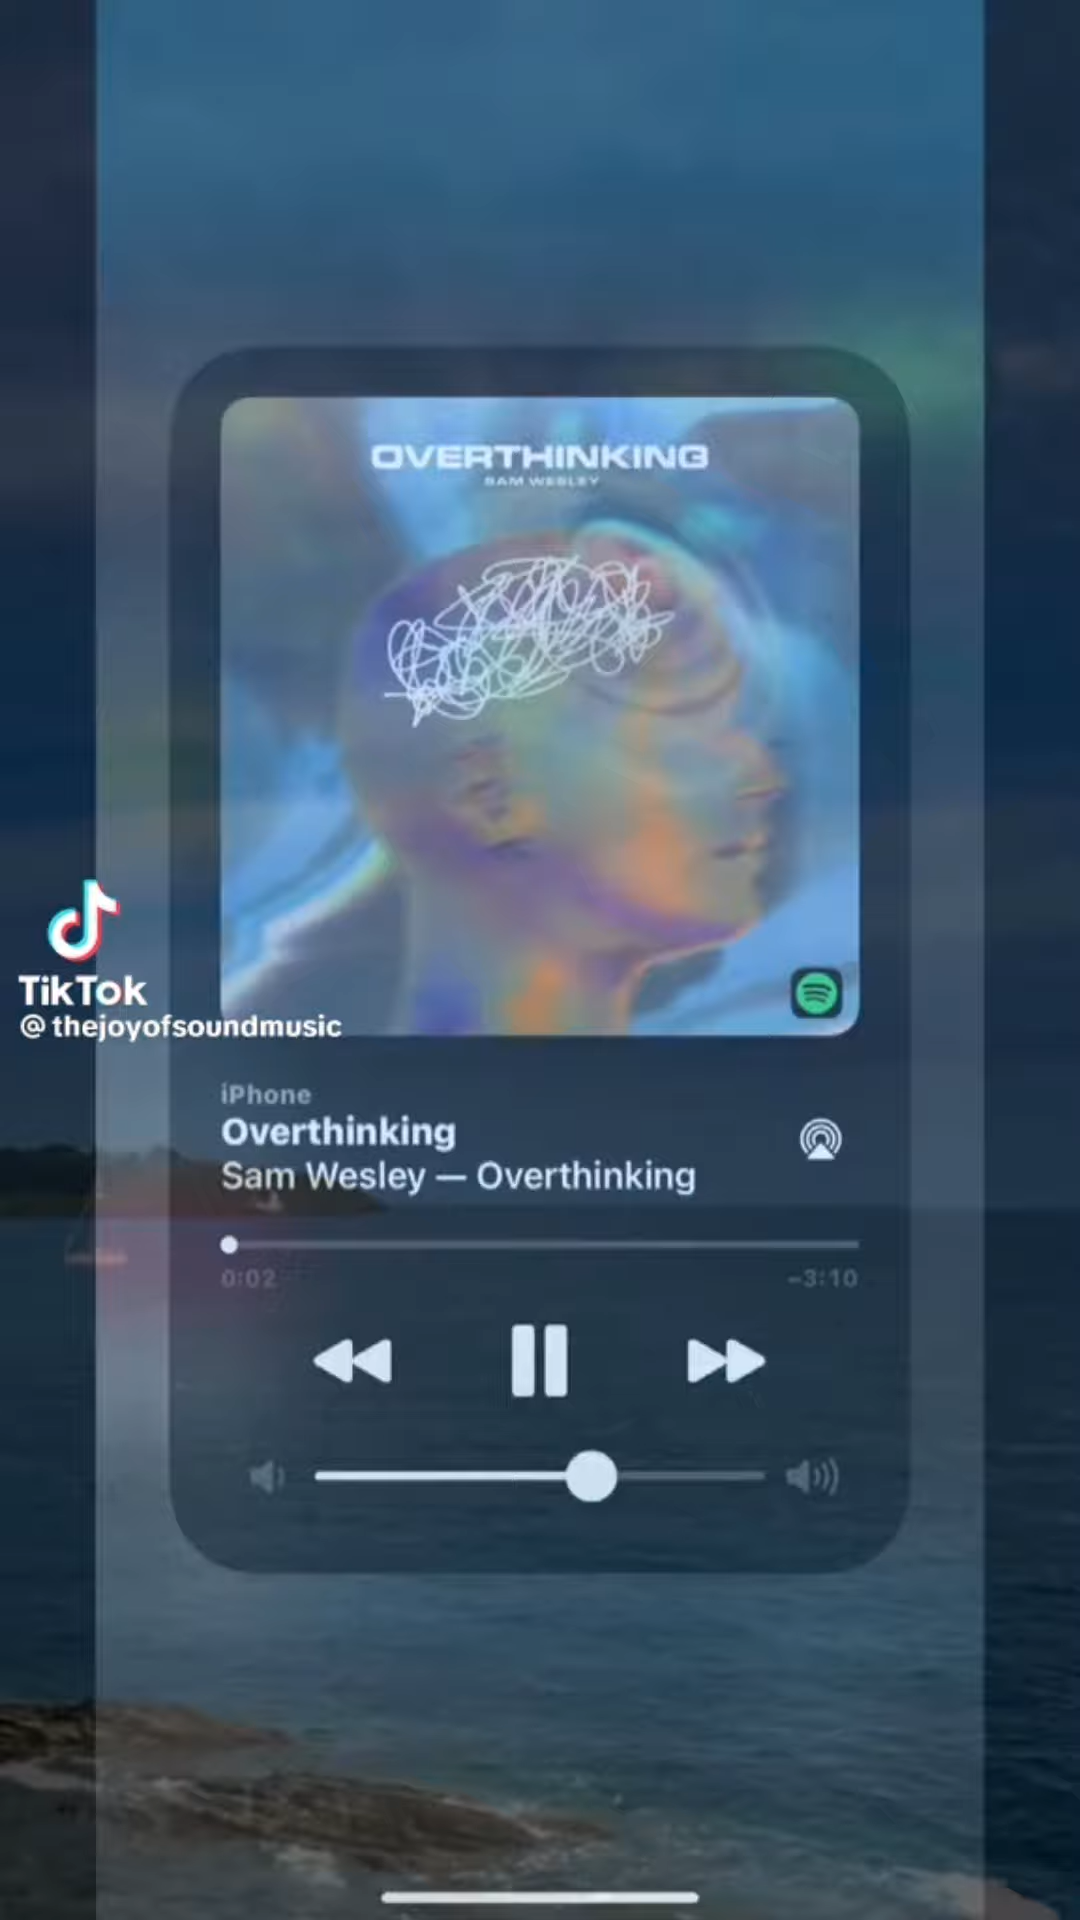 OVERTHINKING
SAM WESLEY
TikTok
@ thejoyofsoundmusic
iPhone
Overthinking
Sam Wesley — Overthinking
0:02
-3:10